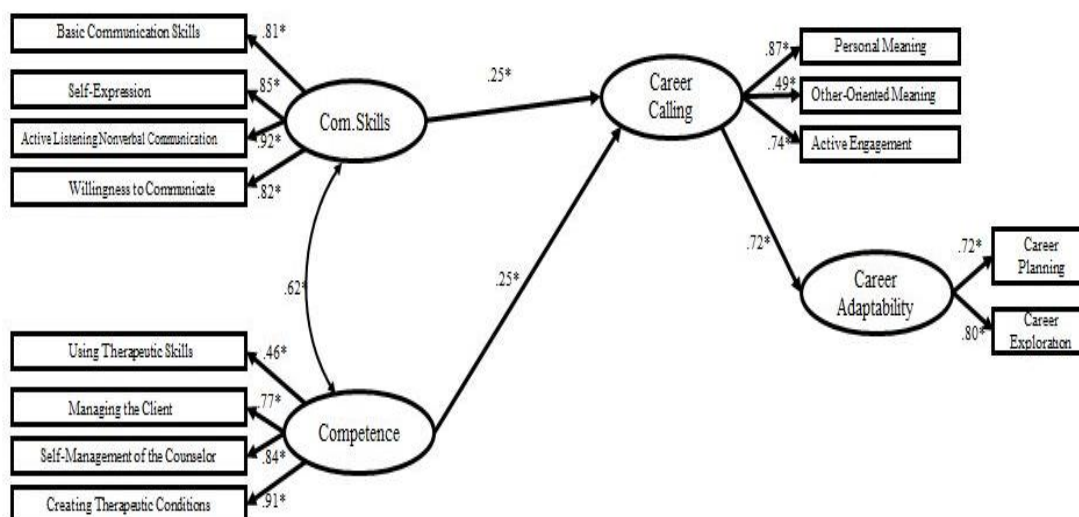 Basic Communication Skills
.81*
Self-Expression
.85*
Active Listening Nonverbal Communication
.92*
Willingness to Communicate
.82*
Com.Skills
.25*
Career
Calling
.87*
Personal Meaning
.49*
Other-Oriented Meaning
.74*
Active Engagement
.62*
.25*
.72*
Career
Adaptability
.72*
Career
Planning
.80*
Career
Exploration
Using Therapeutic Skills
.46*
Managing the Client
.77*
Self-Management of the Counselor
.84*
Creating Therapeutic Conditions
.91*
Competence